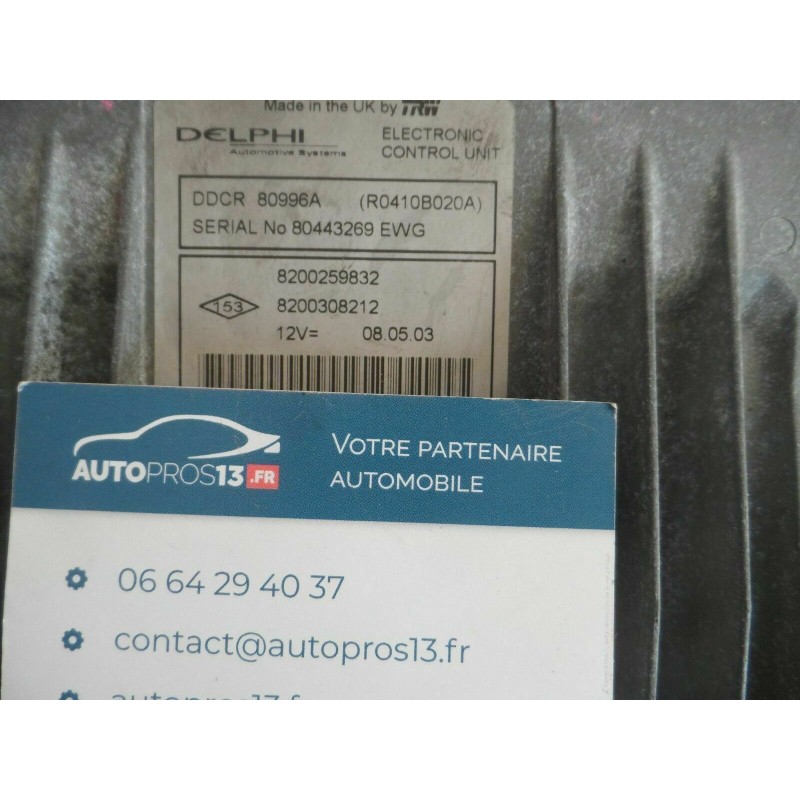 Made in the UK by TRW
DELPHI
Automotive Systems
ELECTRONIC
CONTROL UNIT
DDCR 80996A (R0410B020A)
SERIAL No 80443269 EWG
8200259832
153
8200308212
12V= 08.05.03
AUTOPROS13.FR
VOTRE PARTENAIRE
AUTOMOBILE
06 64 29 40 37
contact@autopros13.fr